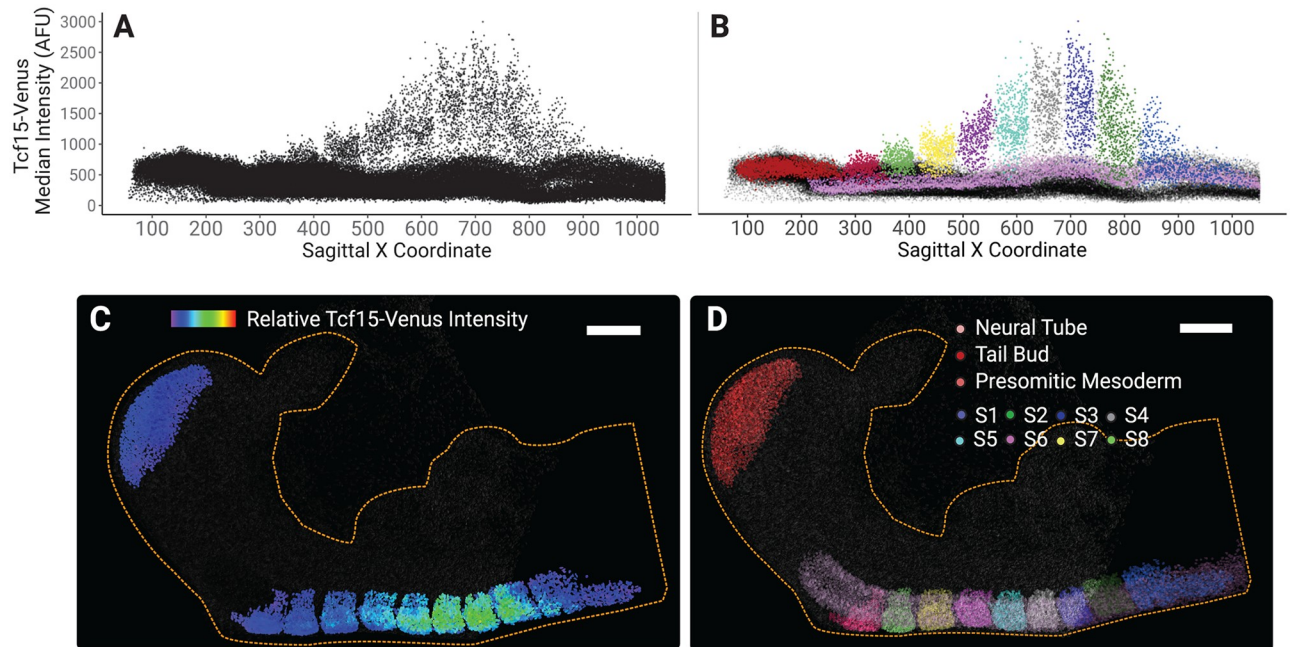 A
Tcf15-Venus
Median Intensity (AFU)
3000
2500
2000
1500
1000
500
0
100 200 300 400 500 600 700 800 900 1000
Sagittal X Coordinate
B
100 200 300 400 500 600 700 800 900 1000
Sagittal X Coordinate
C
Relative Tcf15-Venus Intensity
D
Neural Tube
Tail Bud
Presomitic Mesoderm
S1 S2 S3 S4
S5 S6 S7 S8